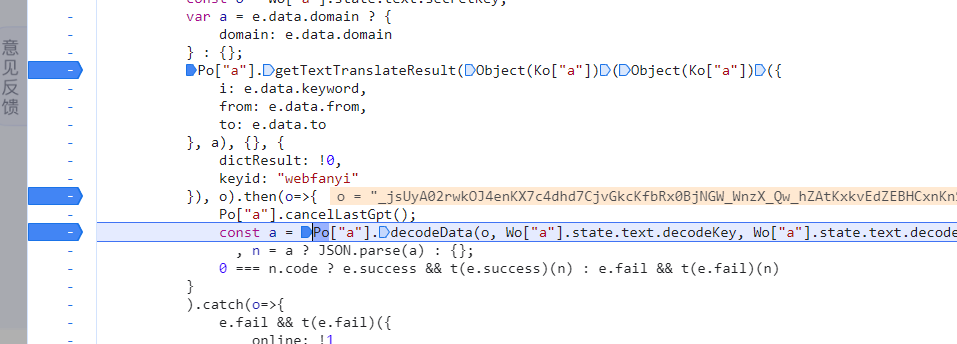 意见反馈
const o = Wo["a"].state.text.secretKey;
var a = e.data.domain ? {
domain: e.data.domain
} : {};
Po["a"].getTextTranslateResult(Object(Ko["a"])(Object(Ko["a"])({
i: e.data.keyword,
from: e.data.from,
to: e.data.to
}, a), {}, {
dictResult: !0,
keyid: "webfanyi"
}), o).then(o=>{ o = "_jsUyA02rwkOJ4enKX7c4dhd7CjvGkcKfbRx0BjNGW_WnzX_Qw_hZAtKxkvEdZEBHCxnKn
Po["a"].cancelLastGpt();
const a = Po["a"].decodeData(o, Wo["a"].state.text.decodeKey, Wo["a"].state.text.decode
, n = a ? JSON.parse(a) : {};
0 === n.code ? e.success && t(e.success)(n) : e.fail && t(e.fail)(n)
}
).catch(o=>{
e.fail && t(e.fail)({
online: !1